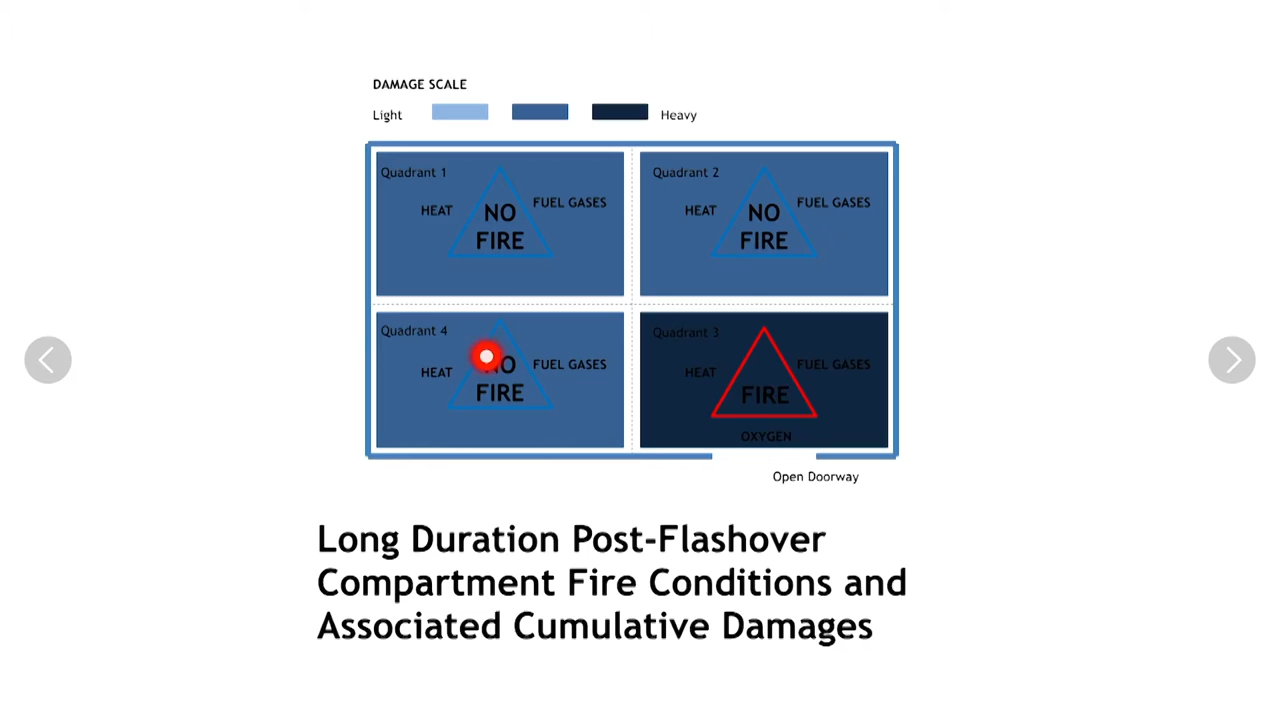 DAMAGE SCALE
Light
Heavy
Quadrant 1
HEAT
NO
FIRE
FUEL GASES
Quadrant 2
HEAT
NO
FIRE
FUEL GASES
Quadrant 4
HEAT
NO
FIRE
FUEL GASES
Quadrant 3
HEAT
FIRE
FUEL GASES
OXYGEN
Open Doorway
Long Duration Post-Flashover
Compartment Fire Conditions and
Associated Cumulative Damages